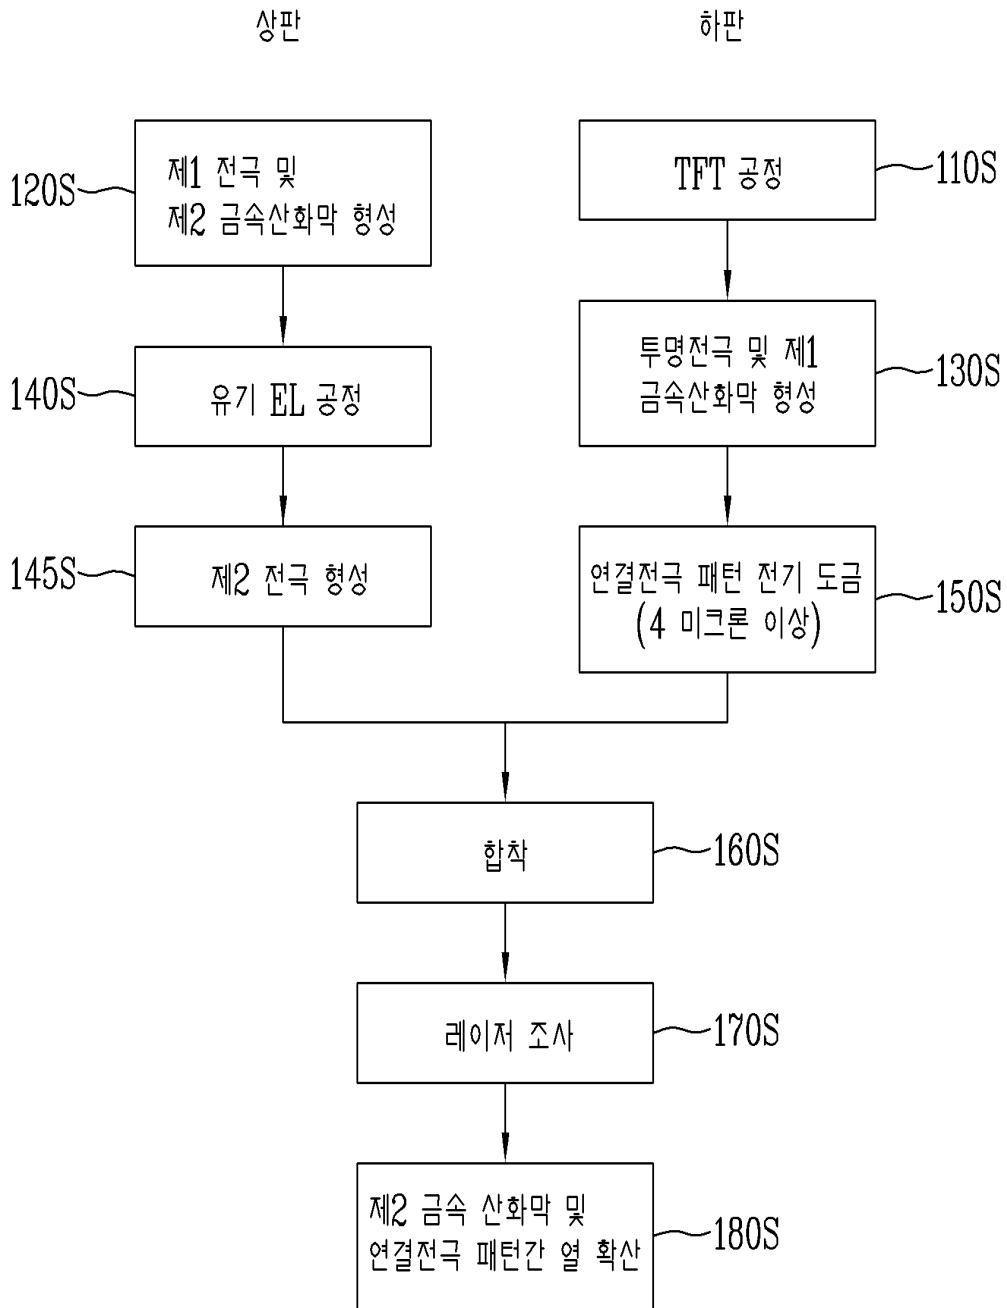 상판
하판
120S
제1 전극 및
제2 금속산화막 형성
TFT 공정
110S
투명전극 및 제1
금속산화막 형성
130S
140S
유기 EL 공정
145S
제2 전극 형성
연결전극 패턴 전기 도금
(4 미크론 이상)
150S
합착
160S
레이저 조사
170S
제2 금속 산화막 및
연결전극 패턴간 열 확산
180S